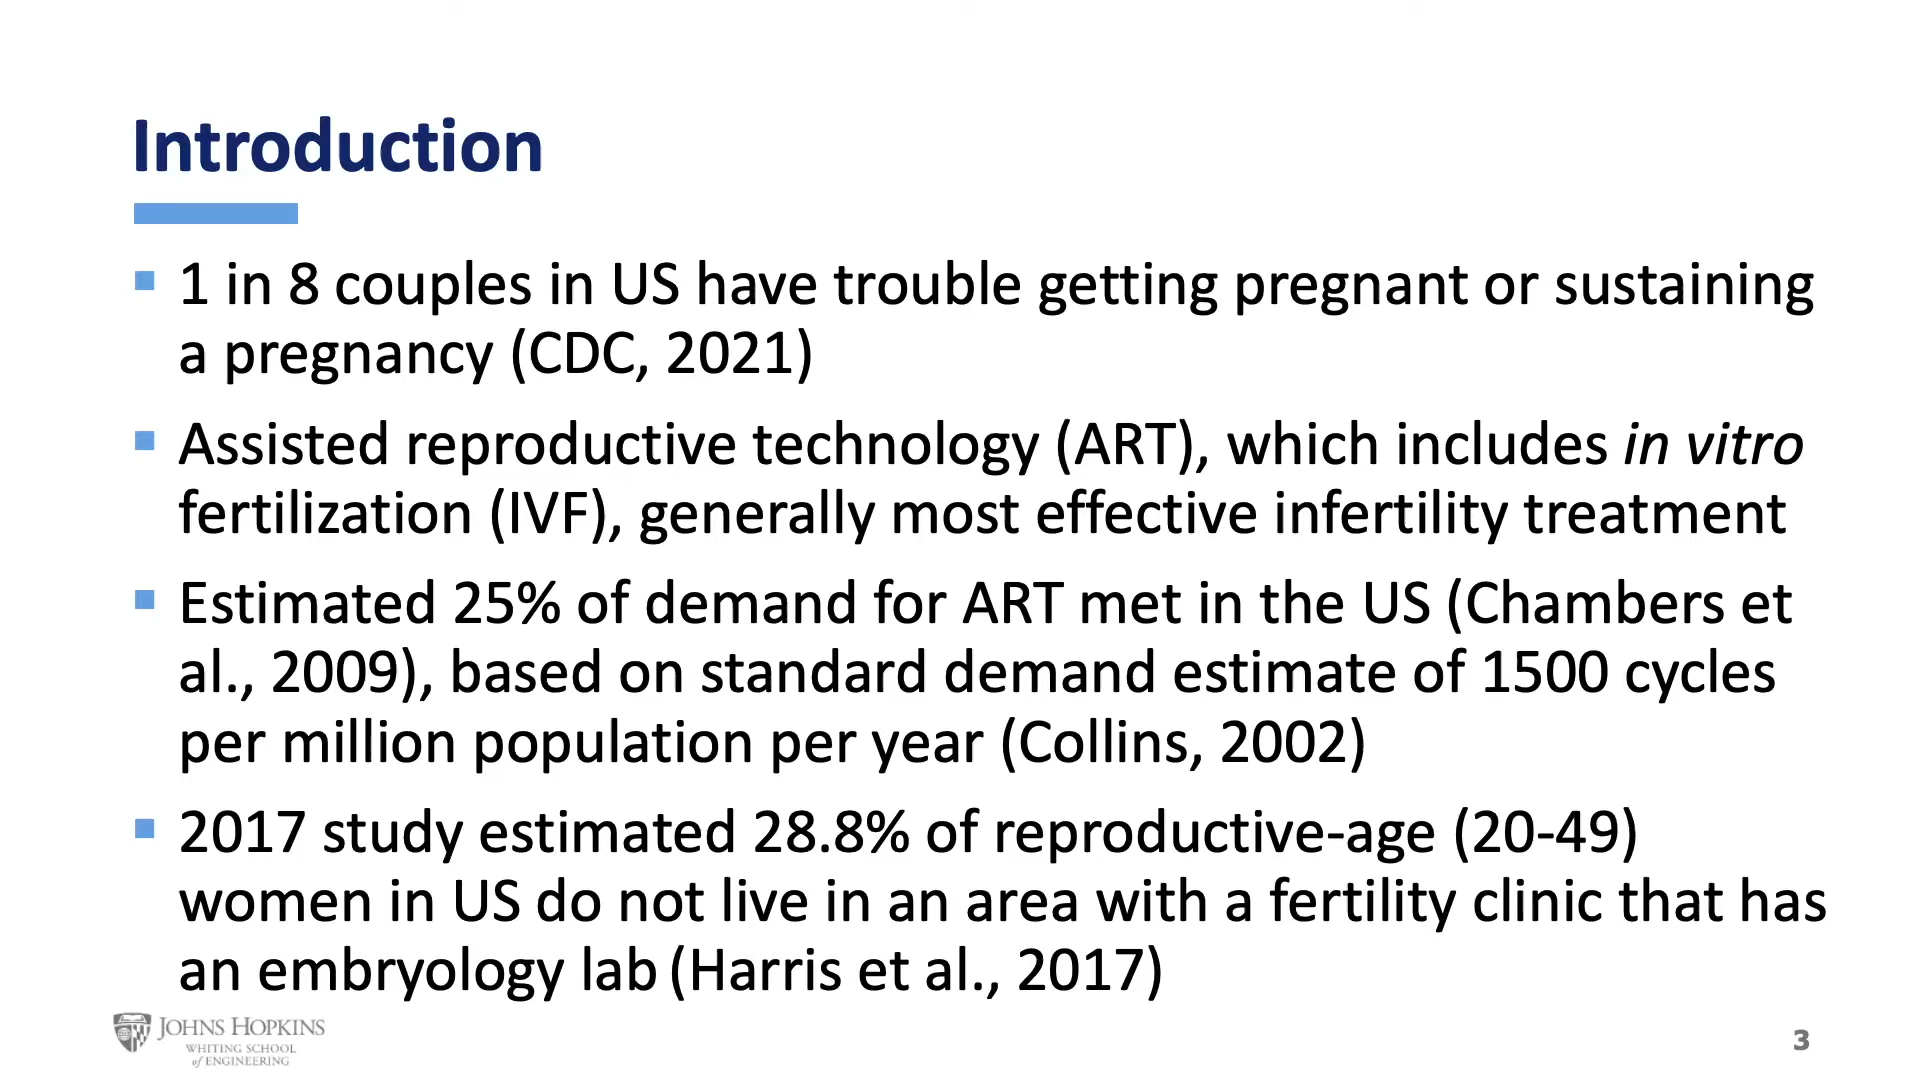 Introduction
1 in 8 couples in US have trouble getting pregnant or sustaining
a pregnancy (CDC, 2021)
Assisted reproductive technology (ART), which includes in vitro
fertilization (IVF), generally most effective infertility treatment
Estimated 25% of demand for ART met in the US (Chambers et
al., 2009), based on standard demand estimate of 1500 cycles
per million population per year (Collins, 2002)
2017 study estimated 28.8% of reproductive-age (20-49)
women in US do not live in an area with a fertility clinic that has
an embryology lab (Harris et al., 2017)
JOHNS HOPKINS
WHITING SCHOOL
of ENGINEERING
3